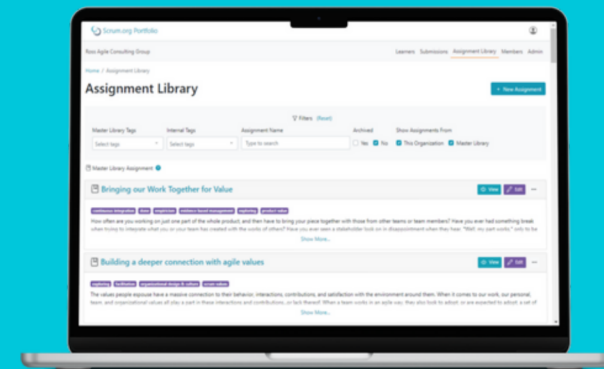 Scrum.org Portfolio
Ross Agile Consulting Group
Learners Submissions Assignment Library Members Admin
Home / Assignment Library
Assignment Library
+ New Assignment
Filters (Reset)
Master Library Tags Internal Tags Assignment Name Archived Show Assignments From
Select tags Select tags Type to search Yes No This Organization Master Library
Master Library Assignment
Bringing our Work Together for Value
View Edit ...
continuous integration done empiricism evidence based management exploring product value
How often are you working on just one part of the whole product, and then have to bring your piece together with those from other teams or team members? Have you ever had something break
when trying to integrate what you or your team has created with the works of others? Have you ever seen a stakeholder look on in disappointment when they hear, "Well, my part works." only to be
Show More...
Building a deeper connection with agile values
View Edit ...
exploring facilitation organizational design & culture scrum values
The values people espouse have a massive connection to their behavior, interactions, contributions, and satisfaction with the environment around them. When it comes to our work, our personal,
team, and organizational values all play a part in these interactions and contributions, or lack thereof. When a team works in an agile way, they also look to adopt, or are expected to adopt, a set of
Show More...